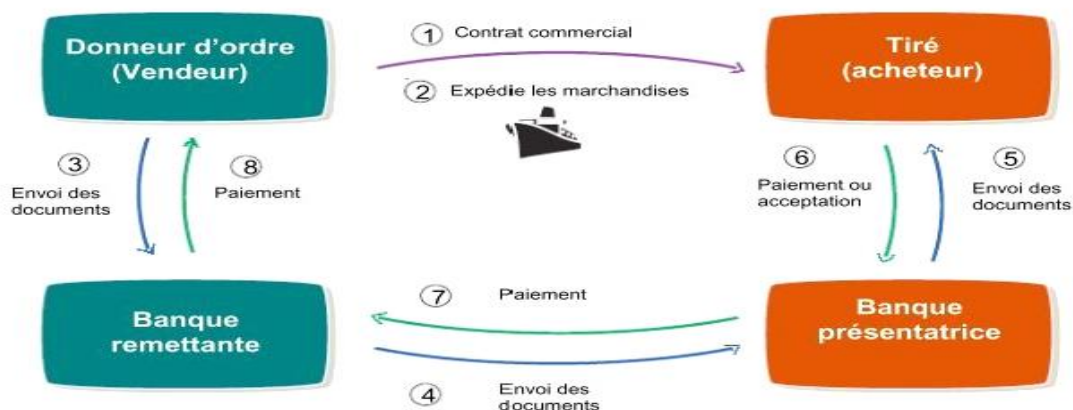 Donneur d'ordre
(Vendeur)
1 Contrat commercial
2 Expédie les marchandises
Tiré
(acheteur)
3
Envoi des
documents
8
Paiement
6
Paiement ou
acceptation
5
Envoi des
documents
Banque
remettante
7 Paiement
4 Envoi des
documents
Banque
présentatrice